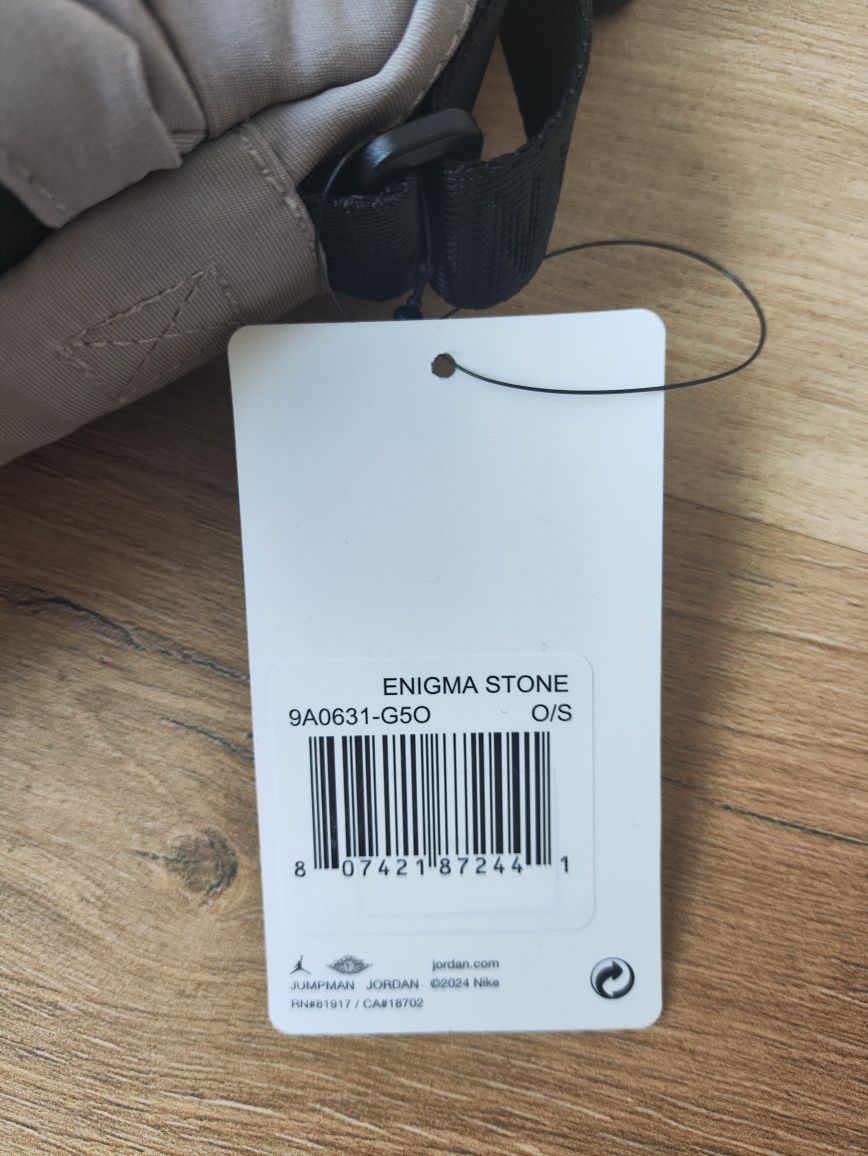 ENIGMA STONE
9A0631-G5O O/S
8 07421 87244 1
jordan.com
JUMPMAN JORDAN ©2024 Nike
RN#81917 / CA#18702